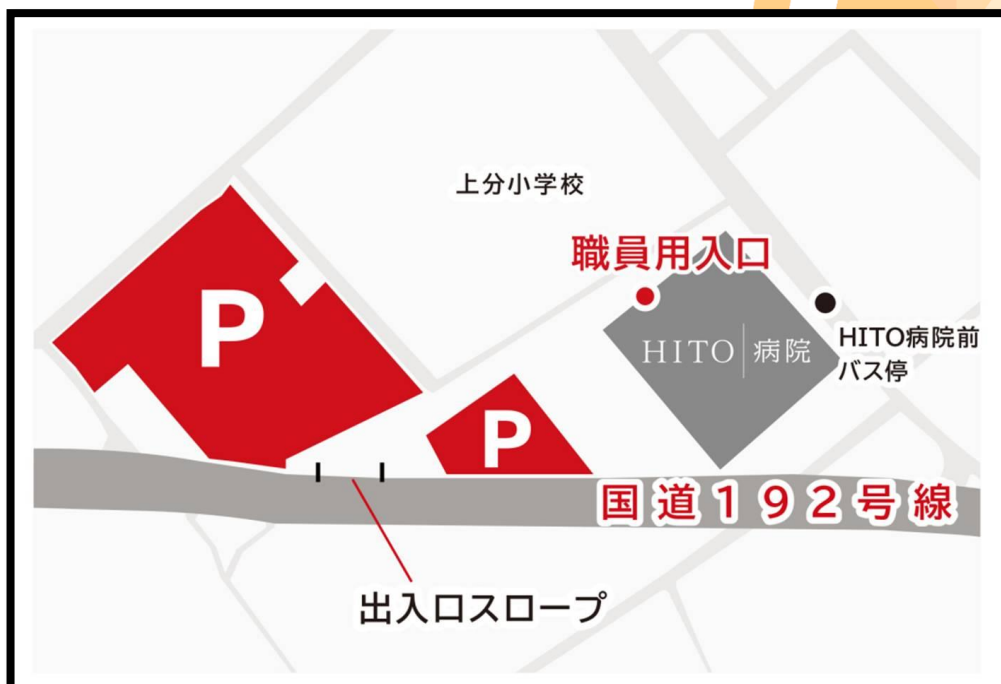 上分小学校
職員用入口
P
HITO 病院
HITO病院前
バス停
P
国道192号線
出入口スロープ